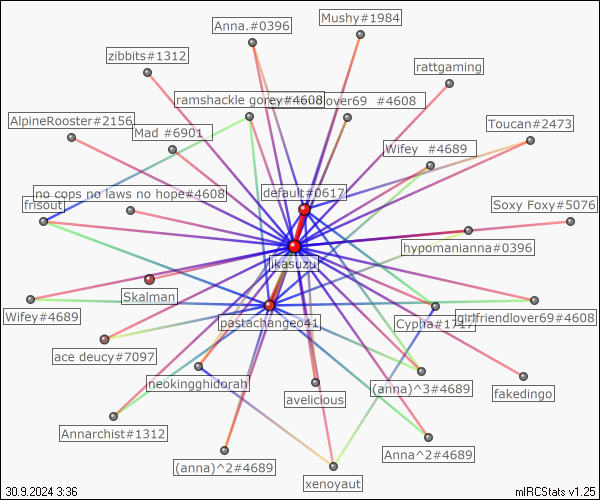 Mushy#1984
Anna.#0396
zibbits#1312
rattgaming
ramshackle gorey#4608
lover69 #4608
AlpineRooster#2156
Mad #6901
Toucan#2473
Wifey #4689
default#0617
no cops no laws no hope#4608
frisout
Soxy Foxy#5076
hypomanianna#0396
jkasuzu
Skalman
Wifey#4689
pastachange041
Cypha#1717
girlfriendlover69#4608
ace deucy#7097
neokingghidorah
(anna)^3#4689
fakedingo
avelicious
Annarchist#1312
Anna^2#4689
(anna)^2#4689
xenoyaut
30.9.2024 3:36
mIRCStats v1.25